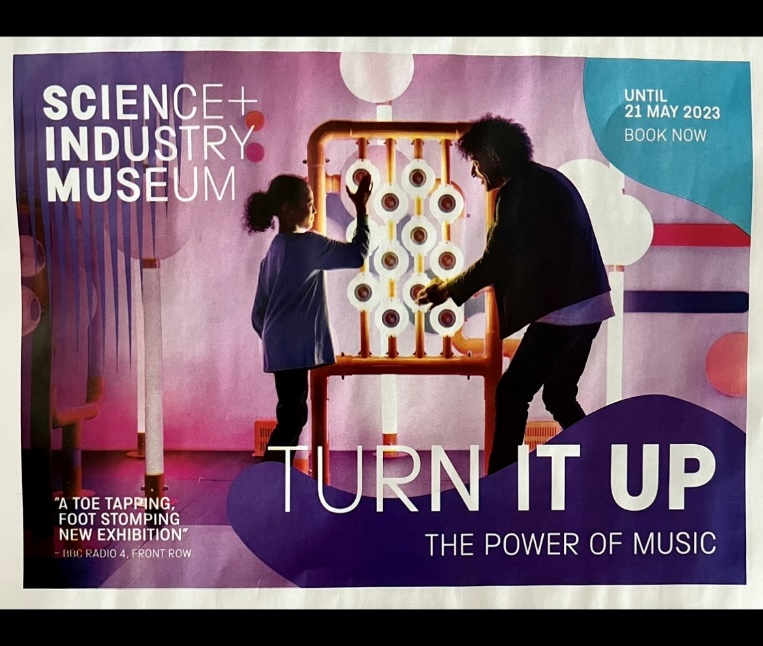 SCIENCE+
INDUSTRY
MUSEUM
UNTIL
21 MAY 2023
BOOK NOW
"A TOE TAPPING,
FOOT STOMPING
NEW EXHIBITION"
– BBC RADIO 4, FRONT ROW
TURN IT UP
THE POWER OF MUSIC